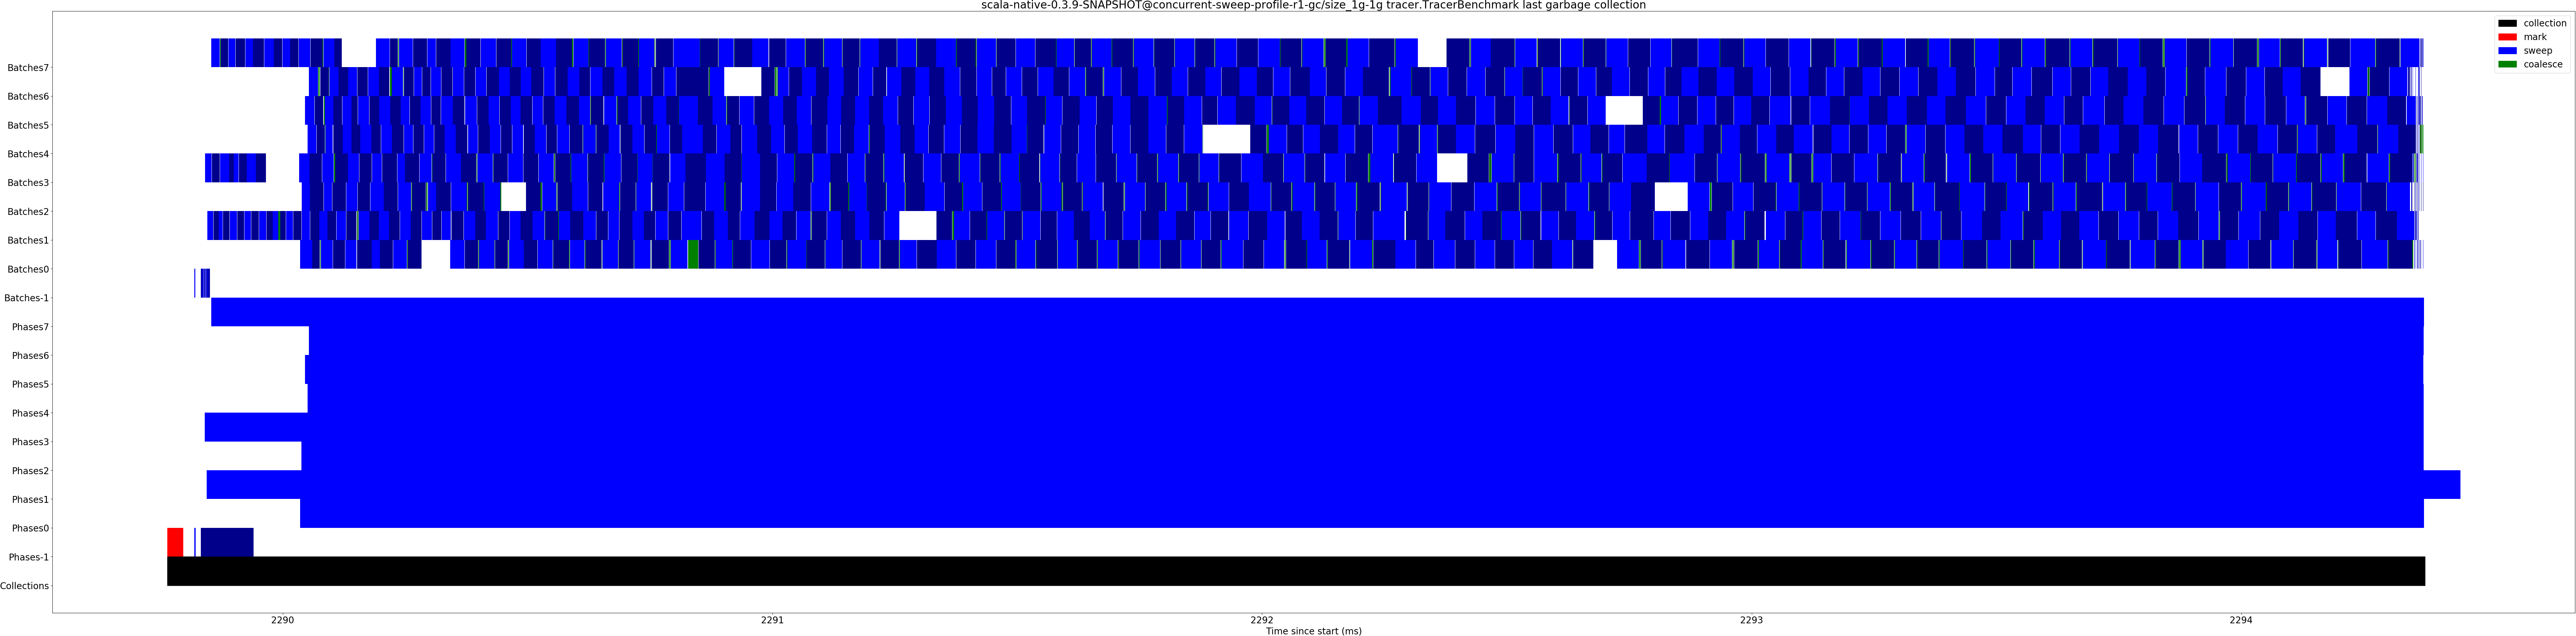 scala-native-0.3.9-SNAPSHOT@concurrent-sweep-profile-r1-gc/size_1g-1g tracer.TracerBenchmark last garbage collection
collection
mark
sweep
coalesce
Batches7
Batches6
Batches5
Batches4
Batches3
Batches2
Batches1
Batches0
Batches-1
Phases7
Phases6
Phases5
Phases4
Phases3
Phases2
Phases1
Phases0
Phases-1
Collections
2290 2291 2292 2293 2294
Time since start (ms)